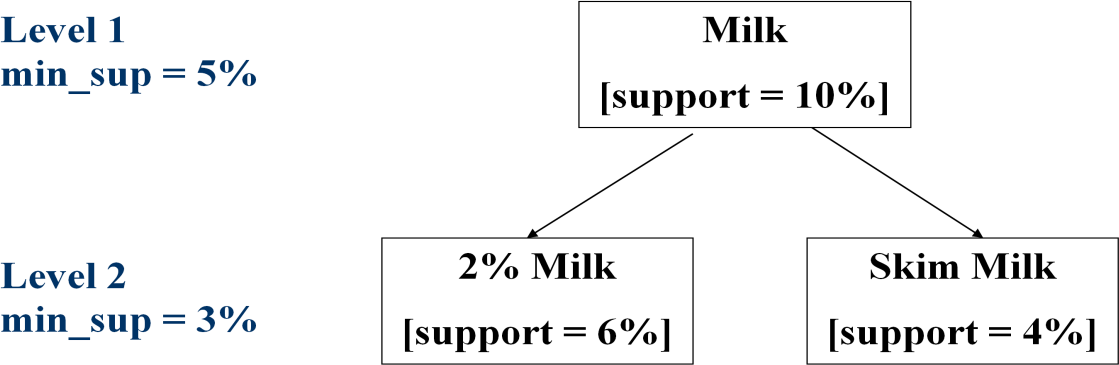 Level 1
min_sup = 5%
Milk
[support = 10%]
Level 2
min_sup = 3%
2% Milk
[support = 6%]
Skim Milk
[support = 4%]